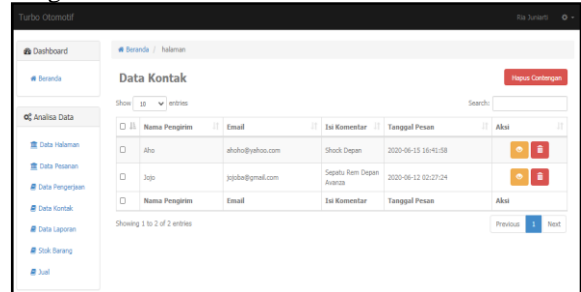 Turbo Otomotif
Ria Juniarti
Dashboard
Beranda
Analisa Data
Data Halaman
Data Pesanan
Data Pengerjaan
Data Kontak
Data Laporan
Stok Barang
Jual
Beranda / halaman
Data Kontak
Hapus Contengan
Show 10 entries
Search:
Nama Pengirim Email Isi Komentar Tanggal Pesan Aksi
Aho ahoho@yahoo.com Shock Depan 2020-06-15 16:41:58
Jojo jojoba@gmail.com Sepatu Rem Depan Avanza 2020-06-12 02:27:24
Nama Pengirim Email Isi Komentar Tanggal Pesan Aksi
Showing 1 to 2 of 2 entries
Previous 1 Next